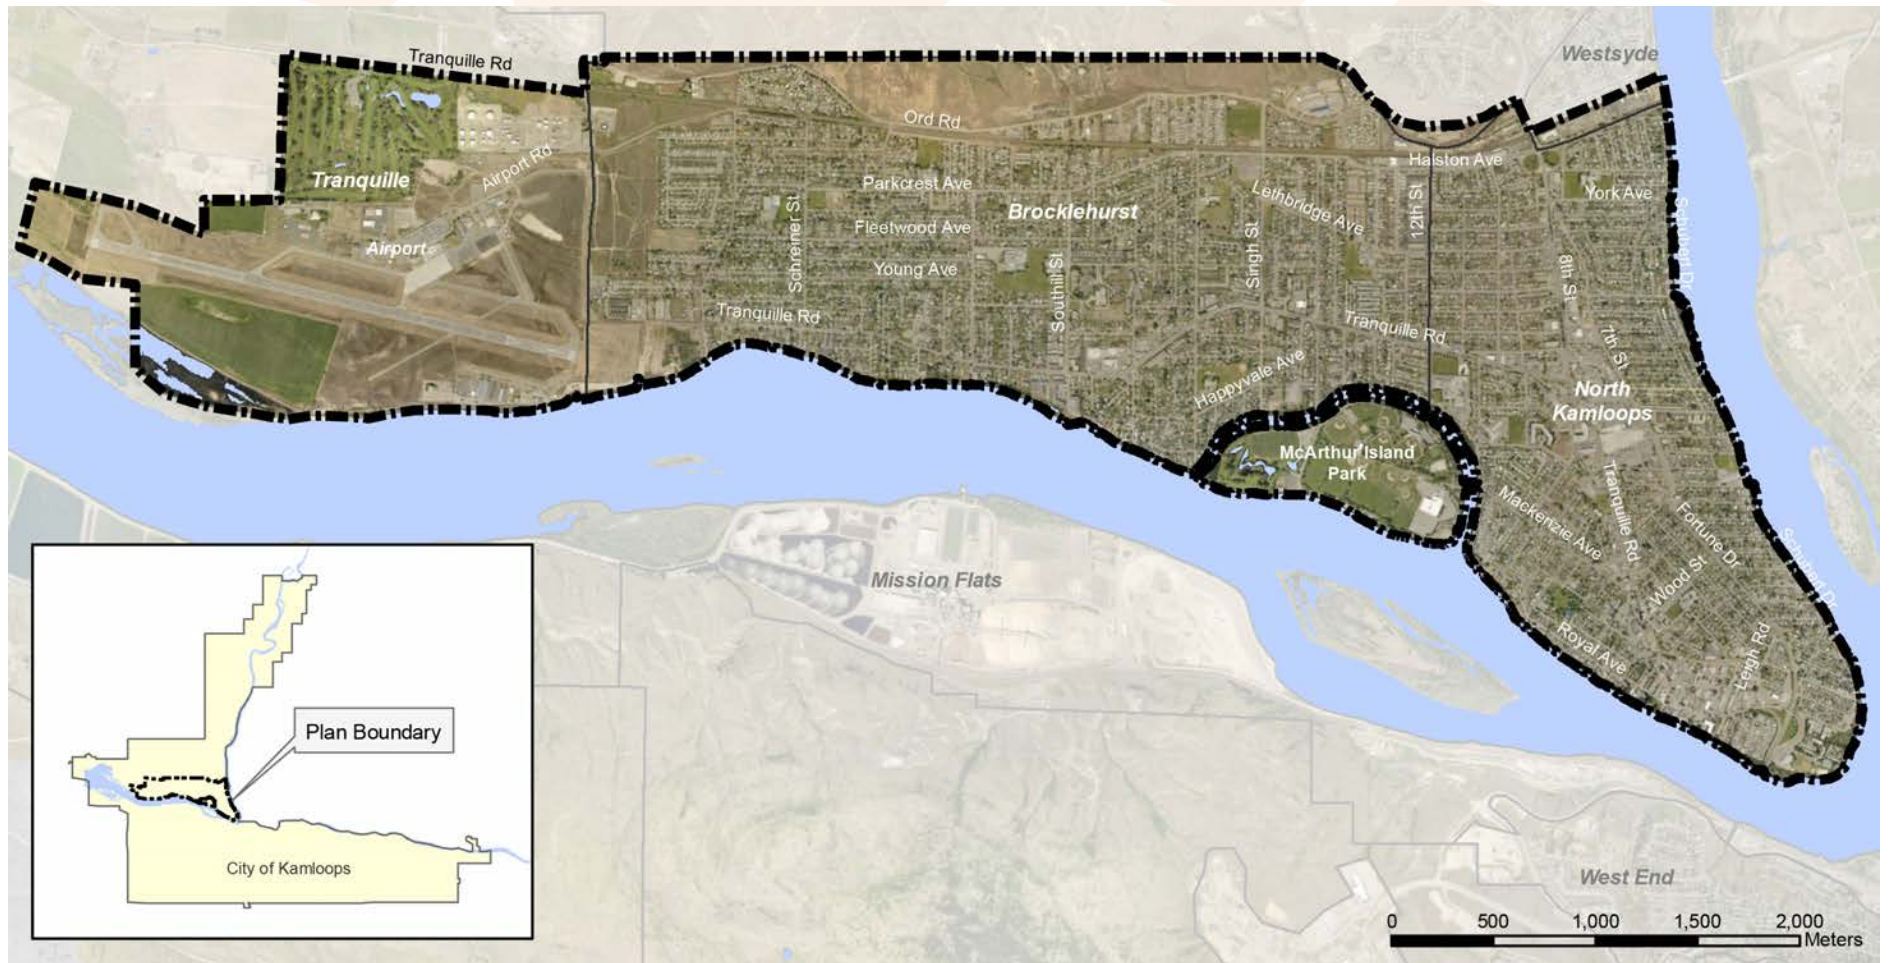 Westsyde
Tranquille Rd
Ord Rd
Airport Rd
Halston Ave
Tranquille
Parkcrest Ave
Lethbridge Ave
12th St
York Ave
Schubert Dr
Brocklehurst
Schreiner St
Fleetwood Ave
Singh St
Airport
Young Ave
Southill St
8th St
Tranquille Rd
Tranquille Rd
7th St
Happyvale Ave
North
Kamloops
McArthur Island
Park
Tranquille Rd
Mackenzie Ave
Fortune Dr
Schubert Dr
Wood St
Mission Flats
Royal Ave
Leigh Rd
Plan Boundary
City of Kamloops
West End
0 500 1,000 1,500 2,000
Meters